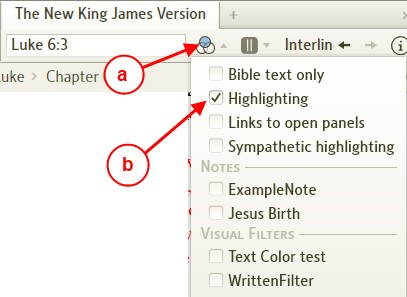 The New King James Version
Luke 6:3
Interlin
uke Chapter
a
Bible text only
Highlighting
b
Links to open panels
Sympathetic highlighting
NOTES
ExampleNote
Jesus Birth
VISUAL FILTERS
Text Color test
WrittenFilter